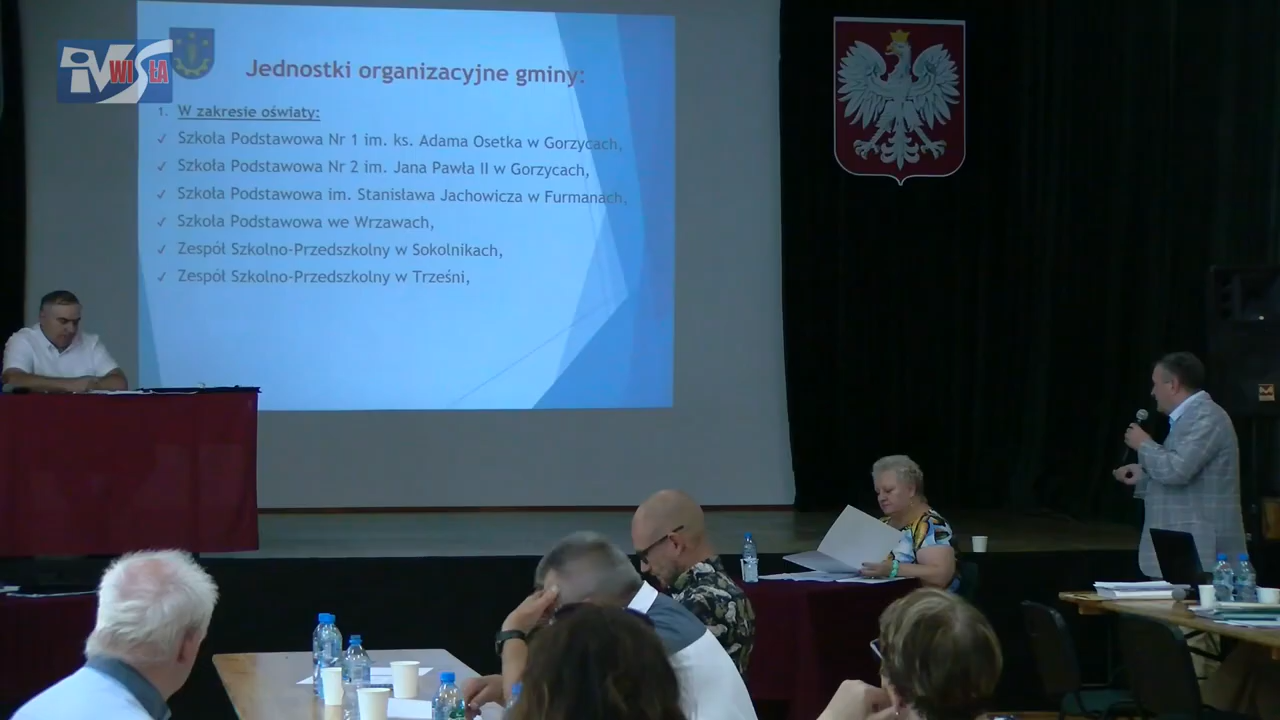 iTV WISŁA
Jednostki organizacyjne gminy:
1. W zakresie oświaty:
✓ Szkoła Podstawowa Nr 1 im. ks. Adama Osetka w Gorzycach,
✓ Szkoła Podstawowa Nr 2 im. Jana Pawła II w Gorzycach,
✓ Szkoła Podstawowa im. Stanisława Jachowicza w Furmanach,
✓ Szkoła Podstawowa we Wrzawach,
✓ Zespół Szkolno-Przedszkolny w Sokolnikach,
✓ Zespół Szkolno-Przedszkolny w Trześni,